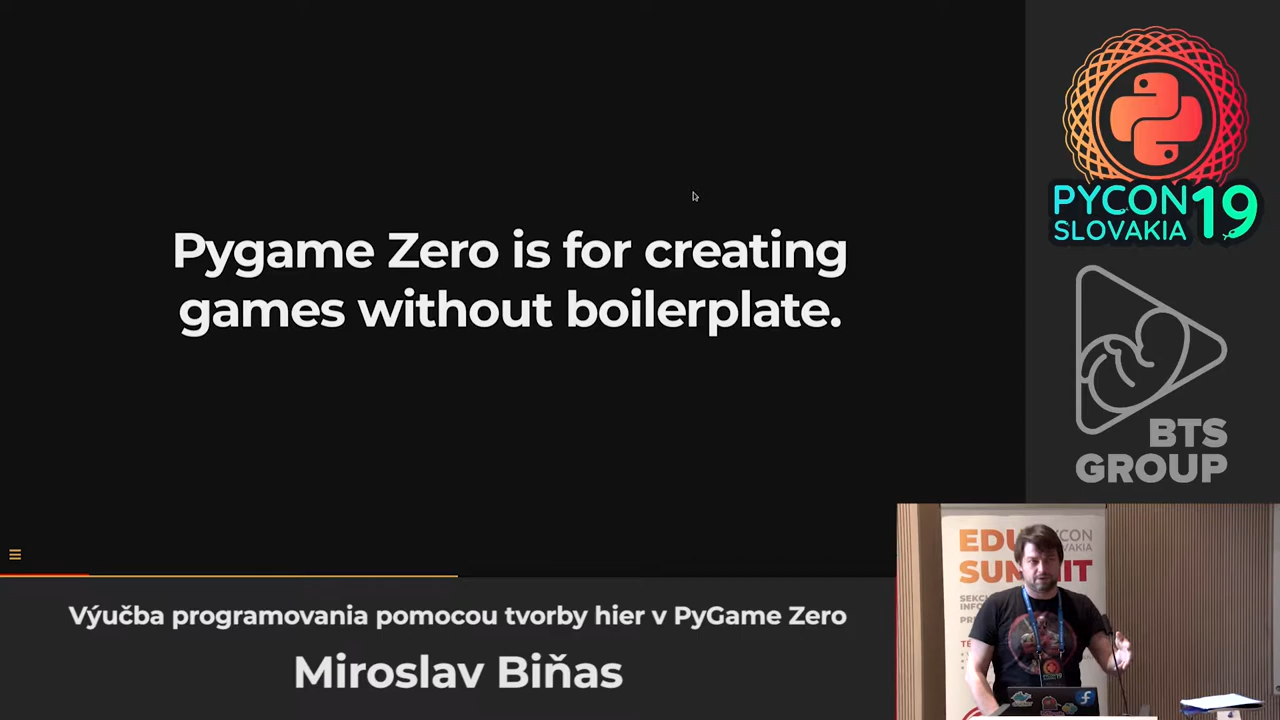 Pygame Zero is for creating
games without boilerplate.
PYCON
SLOVAKIA
19
BTS
GROUP
Výučba programovania pomocou tvorby hier v PyGame Zero
Miroslav Biňas